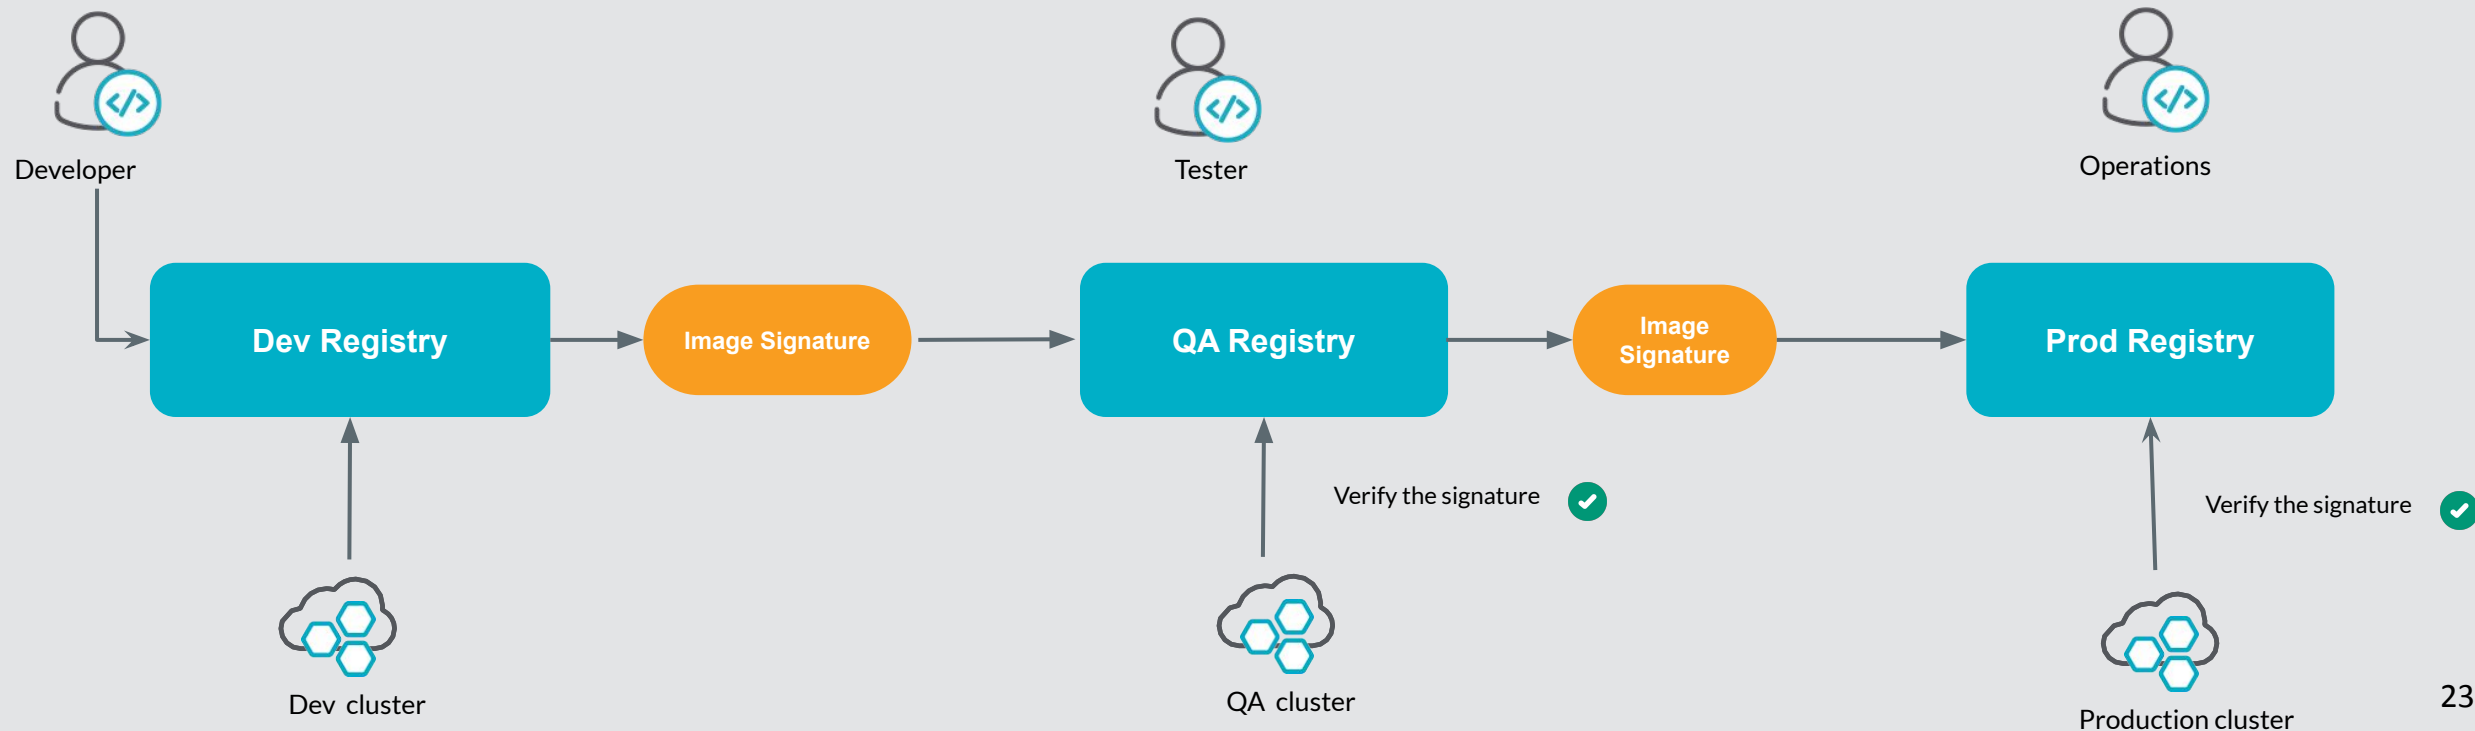 Developer
Tester
Operations
Dev Registry
Image Signature
QA Registry
Image
Signature
Prod Registry
Verify the signature
Verify the signature
Dev cluster
QA cluster
Production cluster
23